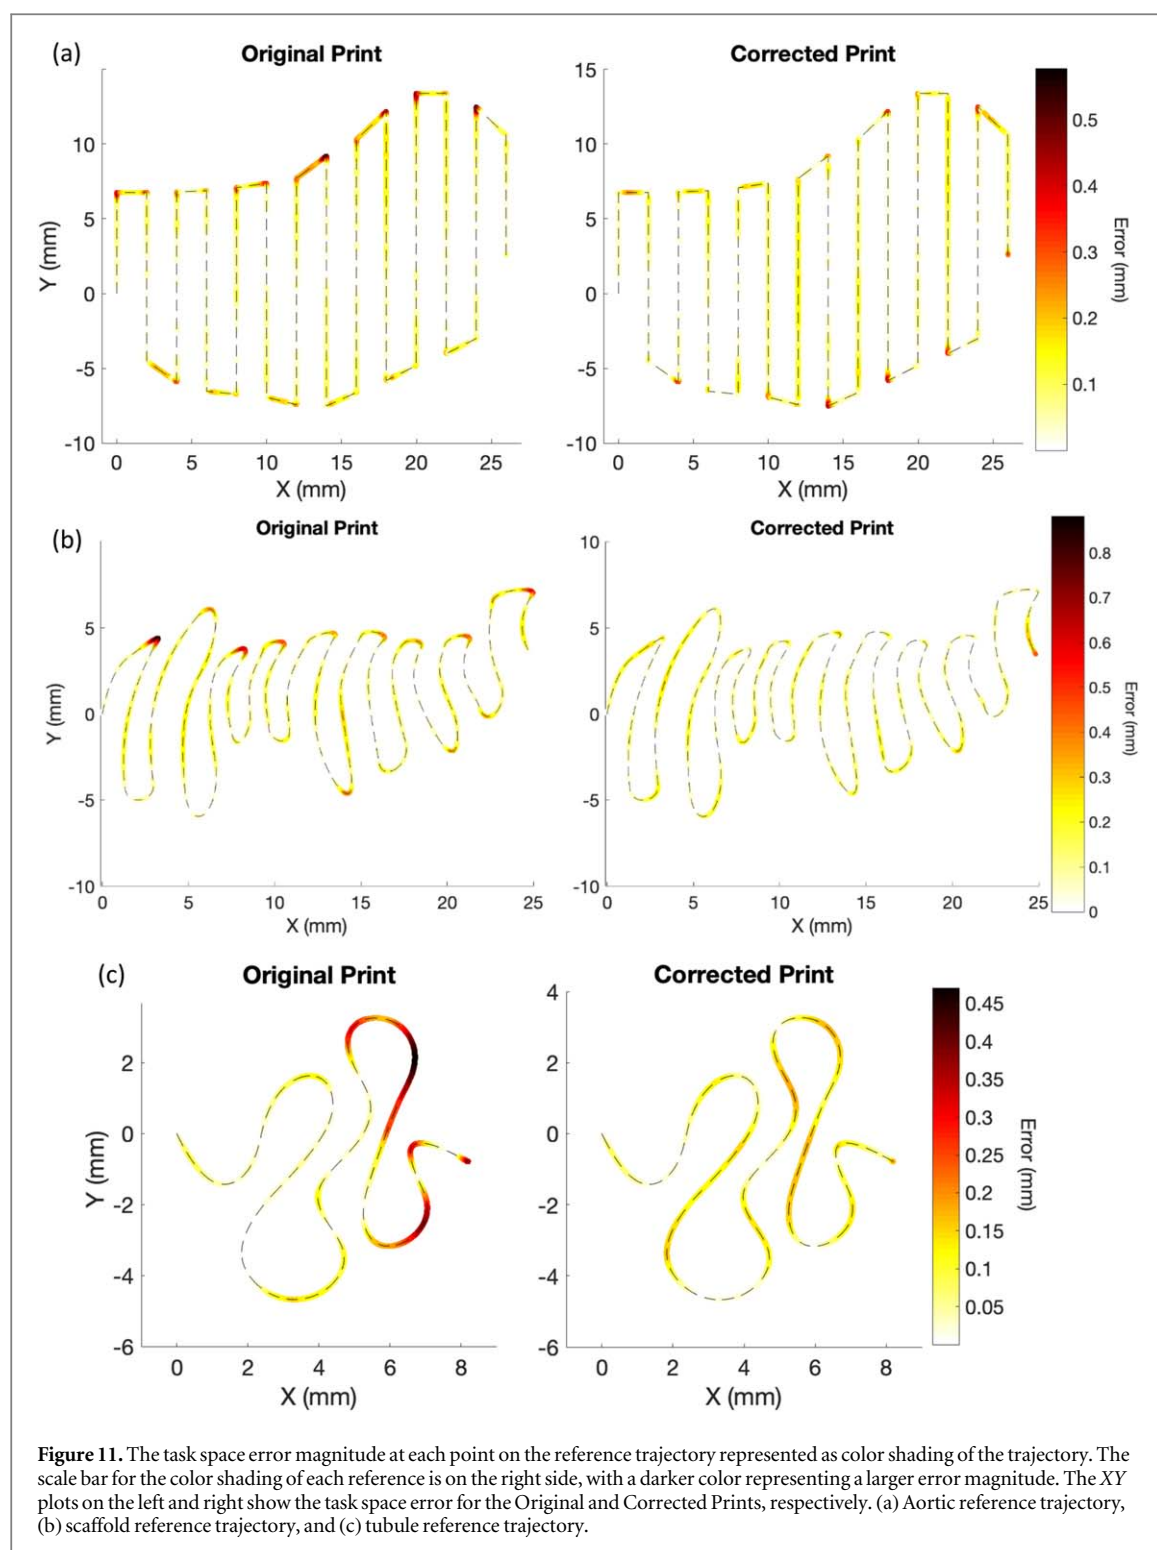 (a)
Original Print
Corrected Print
10
5
0
-5
-10
Y (mm)
0 5 10 15 20 25
X (mm)
15
10
5
0
-5
-10
0 5 10 15 20 25
X (mm)
0.5
0.4
0.3
0.2
0.1
Error (mm)
(b)
Original Print
Corrected Print
5
0
-5
-10
Y (mm)
5 10 15 20 25
X (mm)
10
5
0
-5
-10
0 5 10 15 20 25
X (mm)
0.8
0.7
0.6
0.5
0.4
0.3
0.2
0.1
0
Error (mm)
(c)
Original Print
Corrected Print
2
0
-2
-4
-6
Y (mm)
0 2 4 6 8
X (mm)
4
2
0
-2
-4
-6
0 2 4 6 8
X (mm)
0.45
0.4
0.35
0.3
0.25
0.2
0.15
0.1
0.05
Error (mm)
Figure 11. The task space error magnitude at each point on the reference trajectory represented as color shading of the trajectory. The
scale bar for the color shading of each reference is on the right side, with a darker color representing a larger error magnitude. The XY
plots on the left and right show the task space error for the Original and Corrected Prints, respectively. (a) Aortic reference trajectory,
(b) scaffold reference trajectory, and (c) tubule reference trajectory.